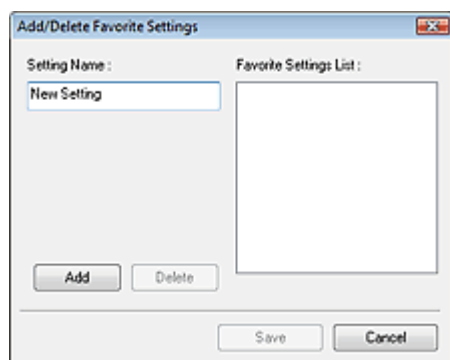 Add/Delete Favorite Settings
Setting Name :
Favorite Settings List :
New Setting
Add
Delete
Save
Cancel